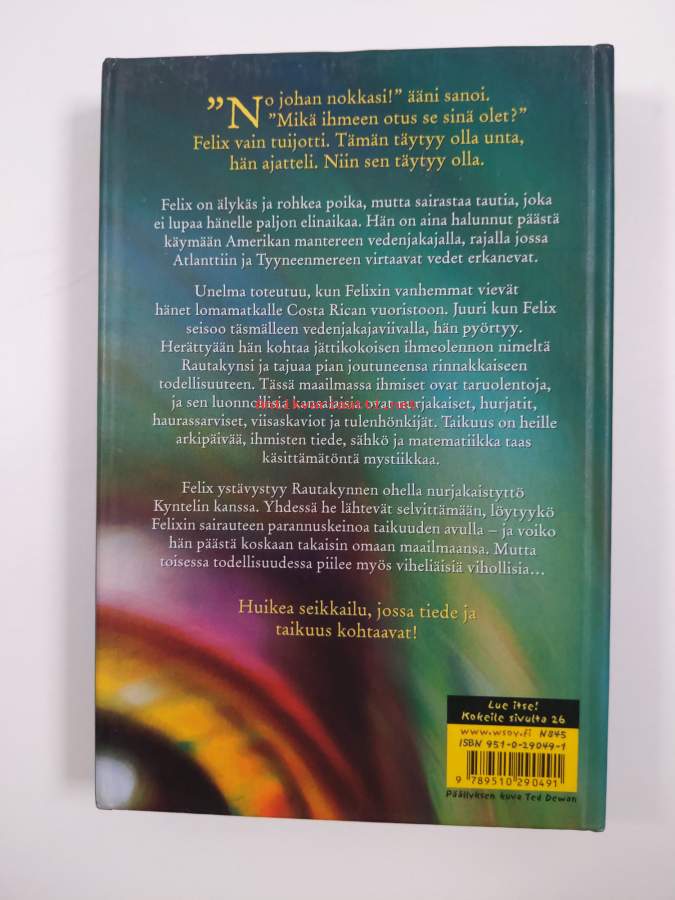 "No johan nokkasi!" ääni sanoi.
"Mikä ihmeen otus se sinä olet?"
Felix vain tuijotti. Tämän täytyy olla unta,
hän ajatteli. Niin sen täytyy olla.
Felix on älykäs ja rohkea poika, mutta sairastaa tautia, joka
ei lupaa hänelle paljon elinaikaa. Hän on aina halunnut päästä
käymään Amerikan mantereen vedenjakajalla, rajalla jossa
Atlanttiin ja Tyyneenmereen virtaavat vedet erkanevat.
Unelma toteutuu, kun Felixin vanhemmat vievät
hänet lomamatkalle Costa Rican vuoristoon. Juuri kun Felix
seisoo täsmälleen vedenjakajaviivalla, hän pyörtyy.
Herättyään hän kohtaa jättikokoisen ihmeolennon nimeltä
Rautakynsi ja tajuaa pian joutuneensa rinnakkaiseen
todellisuuteen. Tässä maailmassa ihmiset ovat taruolentoja,
ja sen luonnollisia kansalaisia ovat nurjakaiset, hurjatit,
haurassarviset, viisaskaviot ja tulenhönkijät. Taikuus on heille
arkipäivää, ihmisten tiede, sähkö ja matematiikka taas
käsittämätöntä mystiikkaa.
Felix ystävystyy Rautakynnen ohella nurjakaistyttö
Kyntelin kanssa. Yhdessä he lähtevät selvittämään, löytyykö
Felixin sairauteen parannuskeinoa taikuuden avulla – ja voiko
hän päästä koskaan takaisin omaan maailmaansa. Mutta
toisessa todellisuudessa piilee myös viheliäisiä vihollisia...
Huikea seikkailu, jossa tiede ja
taikuus kohtaavat!
Lue itse!
Kokeile sivulta 26
www.wsoy.fi N845
ISBN 951-0-29049-1
9 789510 290491
Päällyksen kuva Ted Dewan